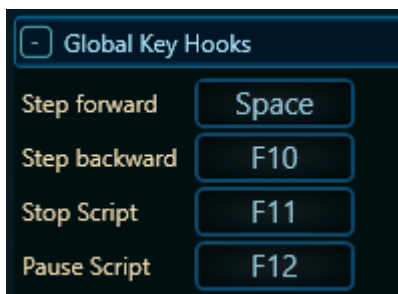 - Global Key Hooks
Step forward Space
Step backward F10
Stop Script F11
Pause Script F12